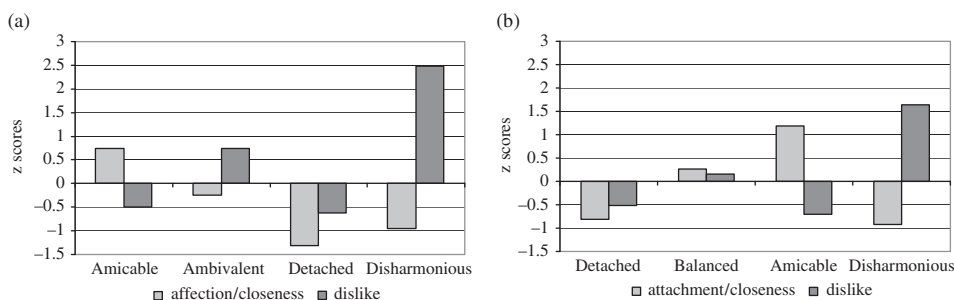 (a)
3
2.5
2
1.5
1
0.5
0
−0.5
−1
−1.5
z scores
Amicable Ambivalent Detached Disharmonious
affection/closeness dislike
(b)
3
2.5
2
1.5
1
0.5
0
−0.5
−1
−1.5
z scores
Detached Balanced Amicable Disharmonious
attachment/closeness dislike